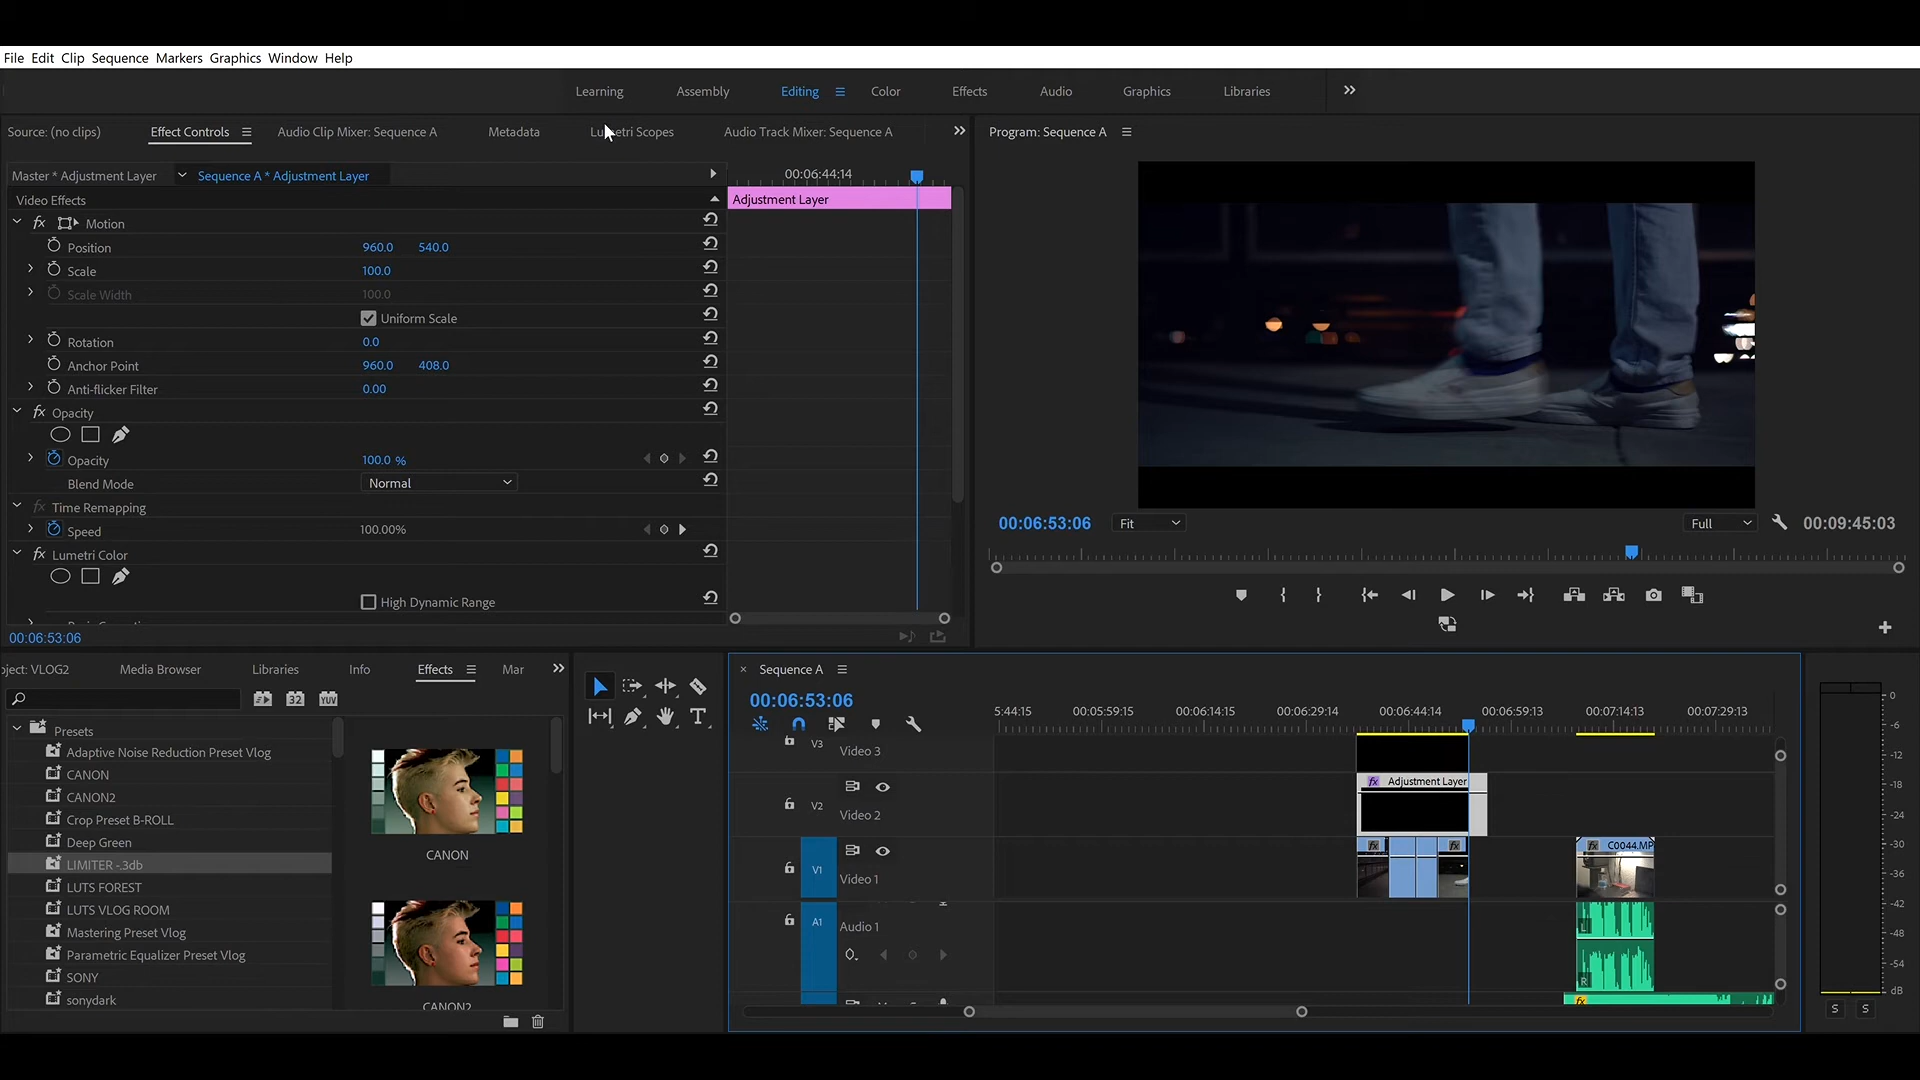 File Edit Clip Sequence Markers Graphics Window Help
Learning Assembly Editing Color Effects Audio Graphics Libraries
Source: (no clips) Effect Controls Audio Clip Mixer: Sequence A Metadata Lumetri Scopes Audio Track Mixer: Sequence A
Program: Sequence A
Master * Adjustment Layer Sequence A * Adjustment Layer
00:06:44:14
Video Effects
Adjustment Layer
fx Motion
Position 960.0 540.0
Scale 100.0
Scale Width 100.0
Uniform Scale
Rotation 0.0
Anchor Point 960.0 408.0
Anti-flicker Filter 0.00
fx Opacity
Opacity 100.0 %
Blend Mode Normal
fx Time Remapping
Speed 100.00%
fx Lumetri Color
High Dynamic Range
00:06:53:06
00:06:53:06 Fit Full 00:09:45:03
oject: VLOG2 Media Browser Libraries Info Effects Mar
32 YUV
Presets
Adaptive Noise Reduction Preset Vlog
CANON
CANON2
Crop Preset B-ROLL
Deep Green
LIMITER -.3db
LUTS FOREST
LUTS VLOG ROOM
Mastering Preset Vlog
Parametric Equalizer Preset Vlog
SONY
sonydark
CANON
CANON2
T
Sequence A
00:06:53:06
5:44:15 00:05:59:15 00:06:14:15 00:06:29:14 00:06:44:14 00:06:59:13 00:07:14:13 00:07:29:13
V3 Video 3
fx Adjustment Layer
V2 Video 2
fx fx fx C0044.MP
V1 Video 1
A1 Audio 1
L
R
fx
0
-6
-12
-18
-24
-30
-36
-42
-48
-54
dB
S S